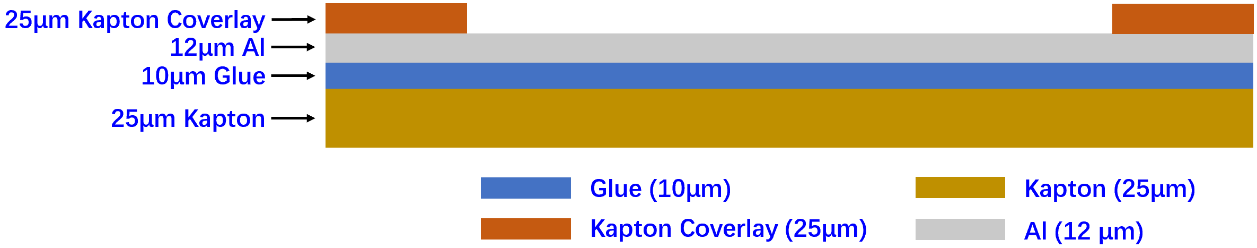 25μm Kapton Coverlay
12μm Al
10μm Glue
25μm Kapton
Glue (10μm)
Kapton (25μm)
Kapton Coverlay (25μm)
Al (12 μm)